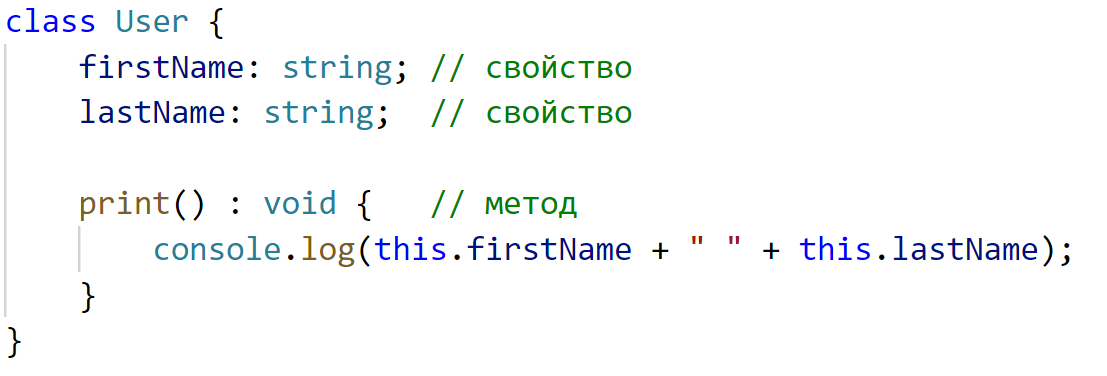 class User {
    firstName: string; // свойство
    lastName: string;  // свойство

    print() : void {   // метод
        console.log(this.firstName + " " + this.lastName);
    }
}